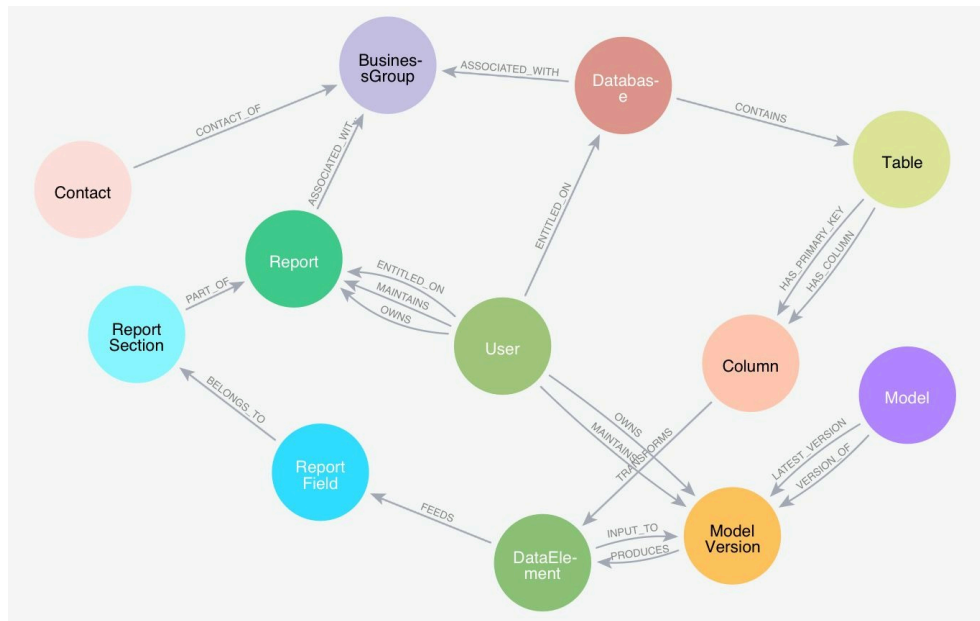 Busines-
sGroup
ASSOCIATED_WITH
Databas-
e
CONTACT_OF
CONTAINS
Contact
ASSOCIATED_WIT...
Table
ENTITLED_ON
HAS_PRIMARY_KEY
HAS_COLUMN
Report
ENTITLED_ON
MAINTAINS
OWNS
PART_OF
Report
Section
User
Column
Model
BELONGS_TO
OWNS
MAINTAINS
TRANSFORMS
LATEST_VERSION
VERSION_OF
Report
Field
FEEDS
INPUT_TO
PRODUCES
DataEle-
ment
Model
Version